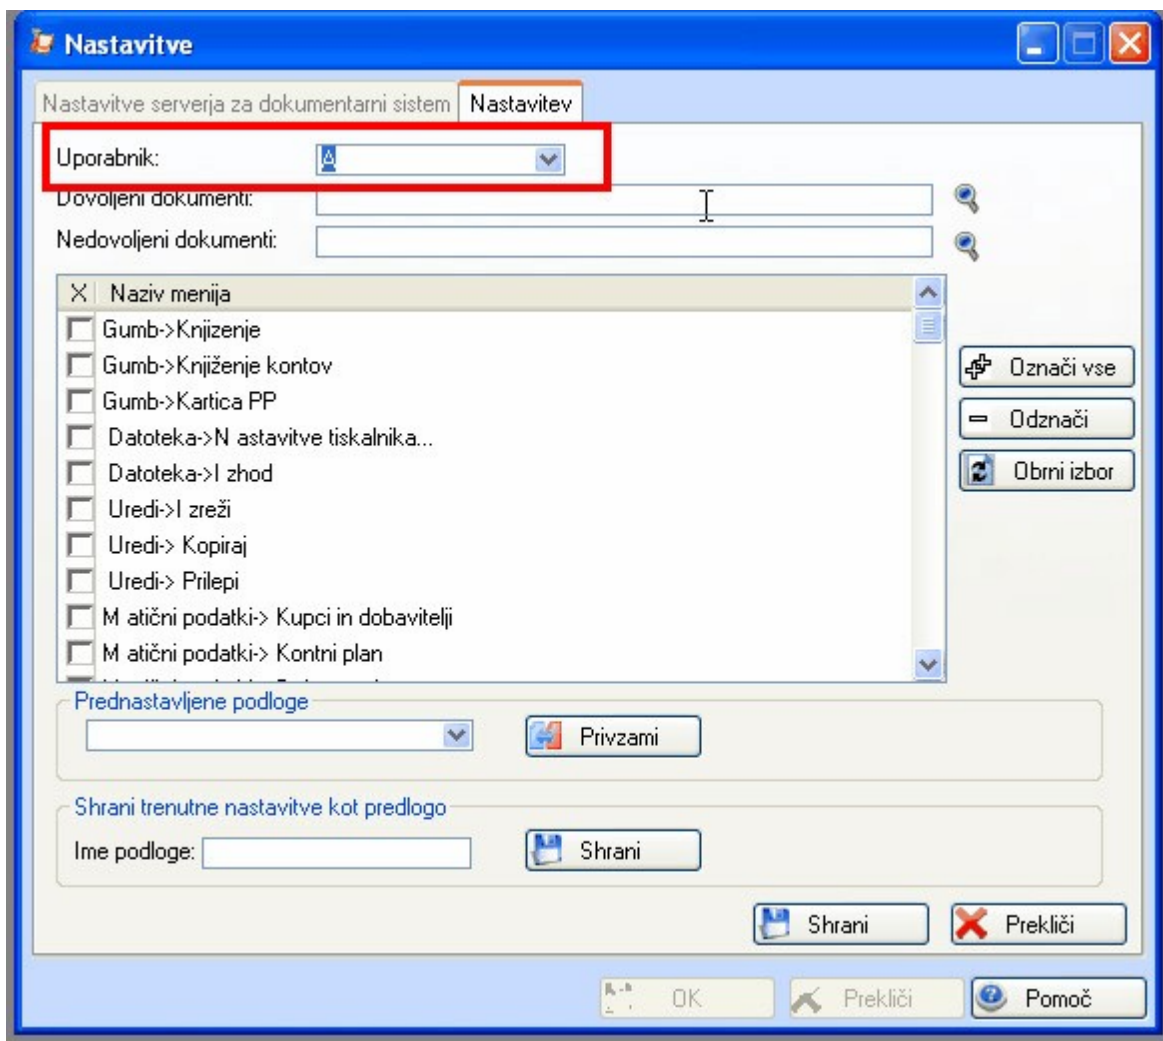 Nastavitve
Nastavitve serverja za dokumentarni sistem Nastavitev
Uporabnik: A
Dovoljeni dokumenti:
Nedovoljeni dokumenti:
X Naziv menija
Gumb->Knjizenje
Gumb->Knjiženje kontov
Gumb->Kartica PP
Datoteka->N astavitve tiskalnika...
Datoteka->I zhod
Uredi->I zreži
Uredi-> Kopiraj
Uredi-> Prilepi
M atični podatki-> Kupci in dobavitelji
M atični podatki-> Kontni plan
Označi vse
Odznači
Obrni izbor
Prednastavljene podloge
Privzami
Shrani trenutne nastavitve kot predlogo
Ime podloge: Shrani
Shrani Prekliči
OK Prekliči Pomoč